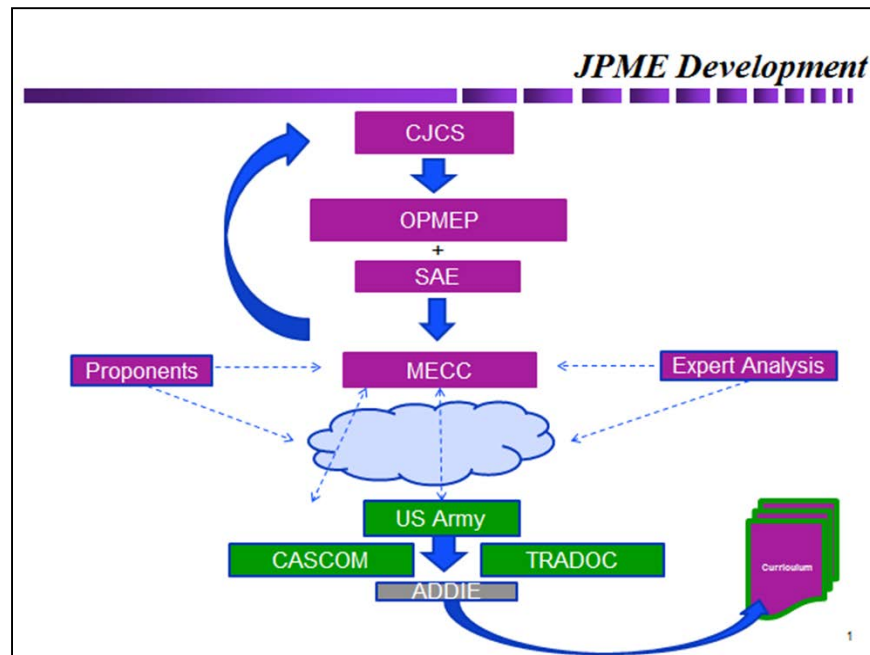 JPME Development
CJCS
OPMEP
+
SAE
Proponents
MECC
Expert Analysis
US Army
CASCOM
TRADOC
ADDIE
Curriculum
1